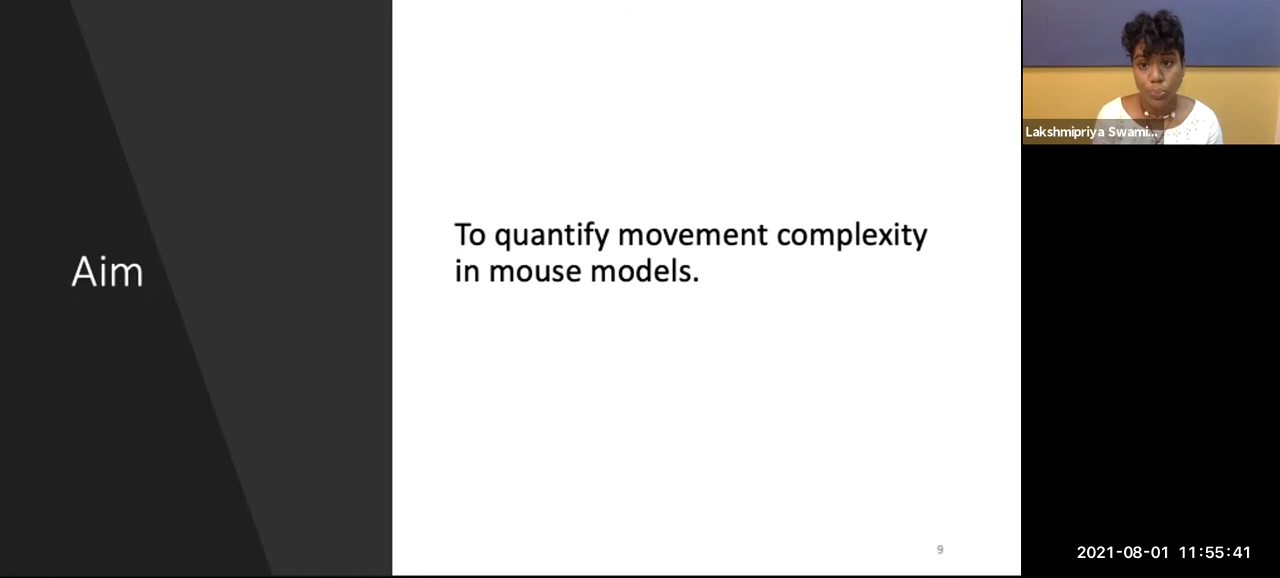 Aim
To quantify movement complexity
in mouse models.
9
Lakshmipriya Swami...
2021-08-01 11:55:41